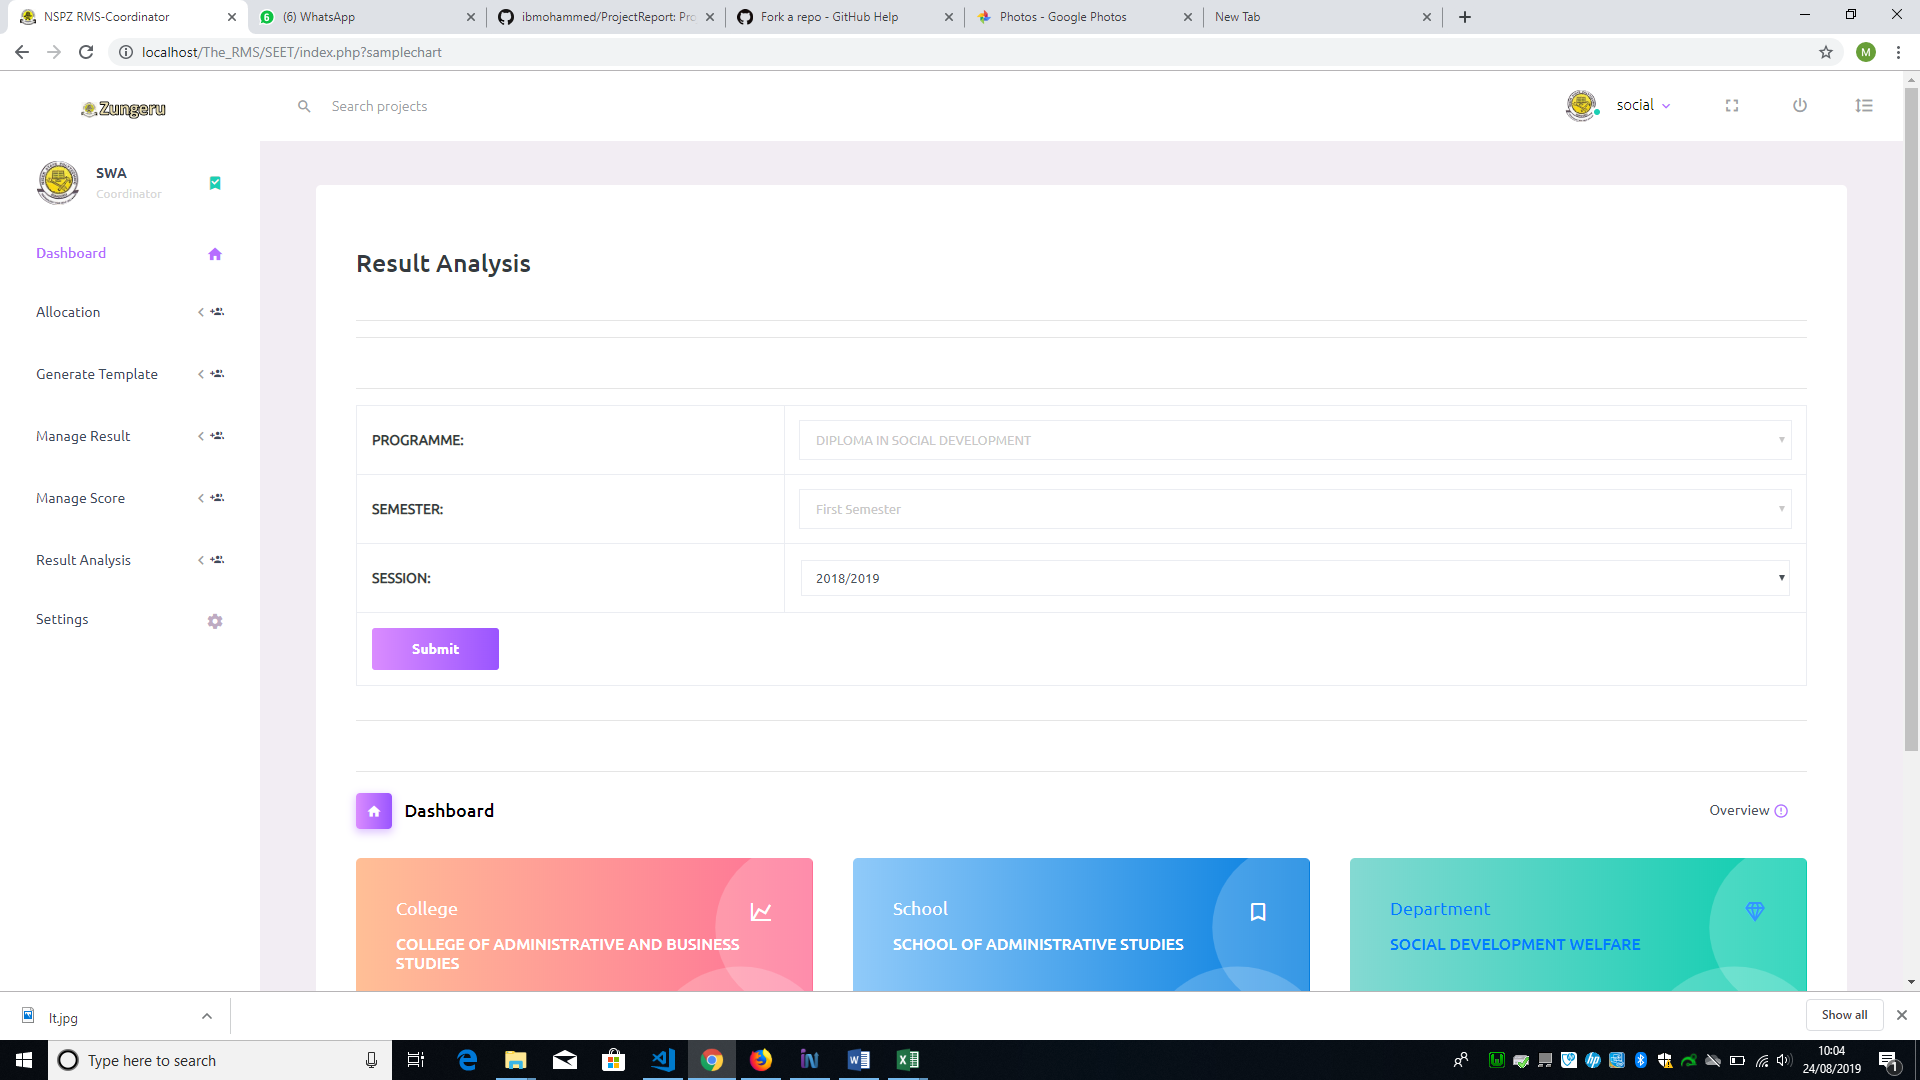 NSPZ RMS-Coordinator
(6) WhatsApp
ibmohammed/ProjectReport: Pro
Fork a repo - GitHub Help
Photos - Google Photos
New Tab
localhost/The_RMS/SEET/index.php?samplechart
M
Zungeru
Search projects
social
SWA
Coordinator
Dashboard
Allocation
Generate Template
Manage Result
Manage Score
Result Analysis
Settings
Result Analysis
PROGRAMME:
DIPLOMA IN SOCIAL DEVELOPMENT
SEMESTER:
First Semester
SESSION:
2018/2019
Submit
Dashboard
Overview
College
COLLEGE OF ADMINISTRATIVE AND BUSINESS
STUDIES
School
SCHOOL OF ADMINISTRATIVE STUDIES
Department
SOCIAL DEVELOPMENT WELFARE
lt.jpg
Show all
Type here to search
10:04
24/08/2019
1